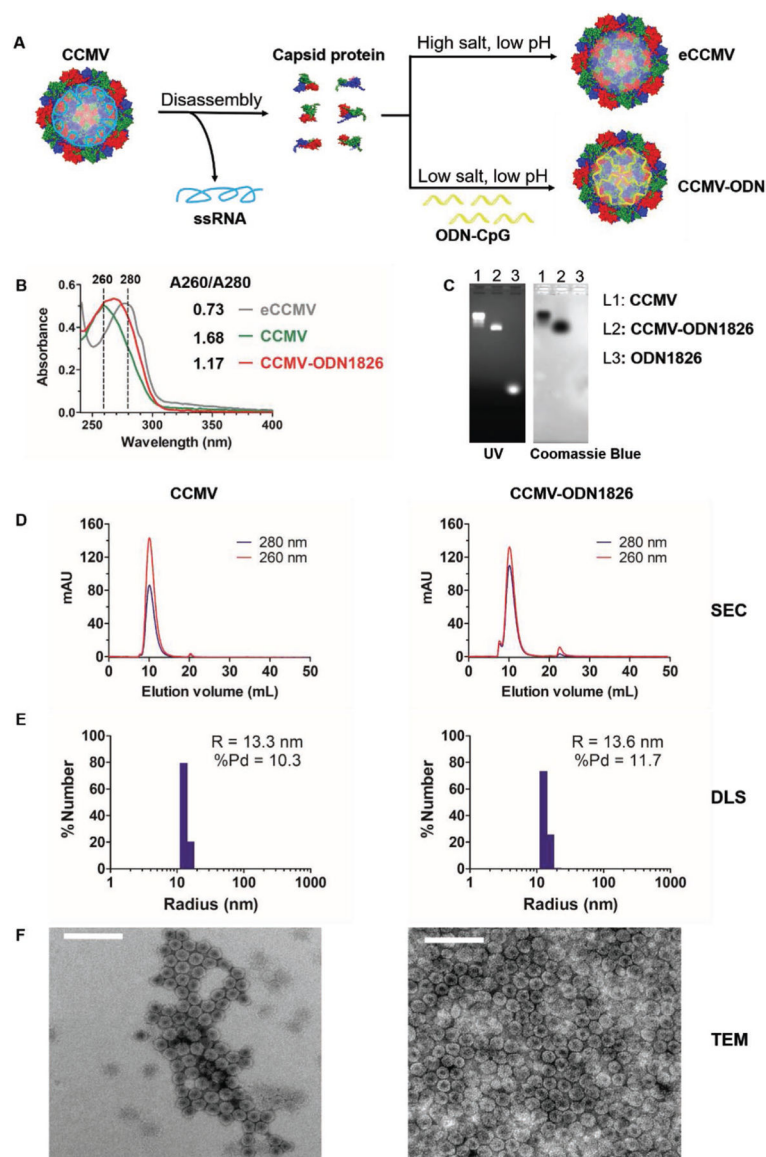 A
CCMV
Disassembly
ssRNA
Capsid protein
High salt, low pH
eCCMV
Low salt, low pH
ODN-CpG
CCMV-ODN
B
260 280
A260/A280
0.73 eCCMV
1.68 CCMV
1.17 CCMV-ODN1826
Absorbance
0.6
0.4
0.2
0.0
250 300 350 400
Wavelength (nm)
C
1 2 3
1 2 3
L1: CCMV
L2: CCMV-ODN1826
L3: ODN1826
UV
Coomassie Blue
CCMV
CCMV-ODN1826
D
mAU
160
120
80
40
0
0 10 20 30 40 50
Elution volume (mL)
280 nm
260 nm
mAU
160
120
80
40
0
0 10 20 30 40 50
Elution volume (mL)
280 nm
260 nm
SEC
E
% Number
100
80
60
40
20
0
1 10 100 1000
Radius (nm)
R = 13.3 nm
%Pd = 10.3
% Number
100
80
60
40
20
0
1 10 100 1000
Radius (nm)
R = 13.6 nm
%Pd = 11.7
DLS
F
TEM